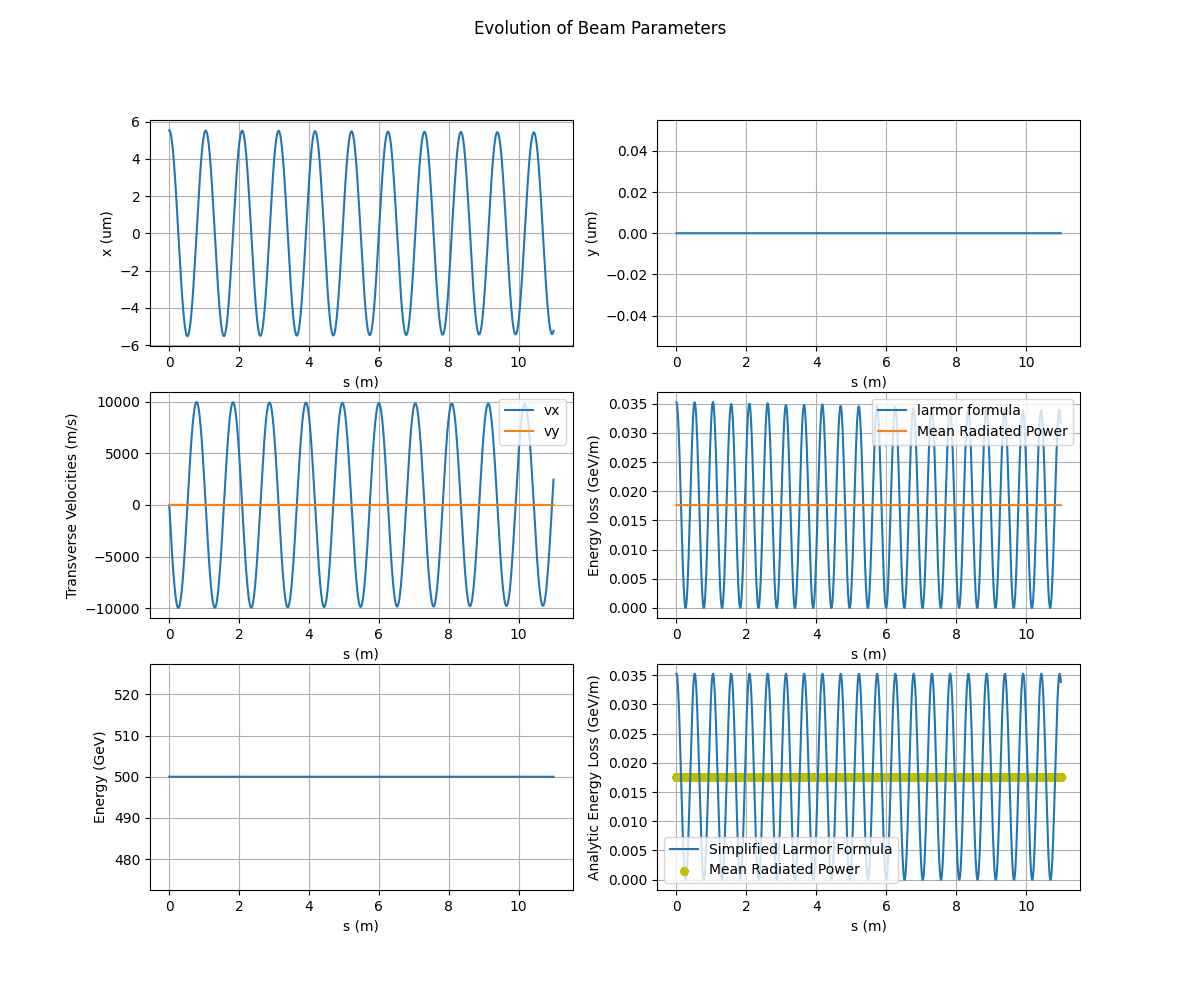 Evolution of Beam Parameters
6
4
2
0
−2
−4
−6
x (um)
0 2 4 6 8 10
s (m)
0.04
0.02
0.00
−0.02
−0.04
y (um)
0 2 4 6 8 10
s (m)
10000
5000
0
−5000
−10000
Transverse Velocities (m/s)
vx
vy
0 2 4 6 8 10
s (m)
0.035
0.030
0.025
0.020
0.015
0.010
0.005
0.000
Energy loss (GeV/m)
larmor formula
Mean Radiated Power
0 2 4 6 8 10
s (m)
520
510
500
490
480
Energy (GeV)
0 2 4 6 8 10
s (m)
0.035
0.030
0.025
0.020
0.015
0.010
0.005
0.000
Analytic Energy Loss (GeV/m)
Simplified Larmor Formula
Mean Radiated Power
0 2 4 6 8 10
s (m)